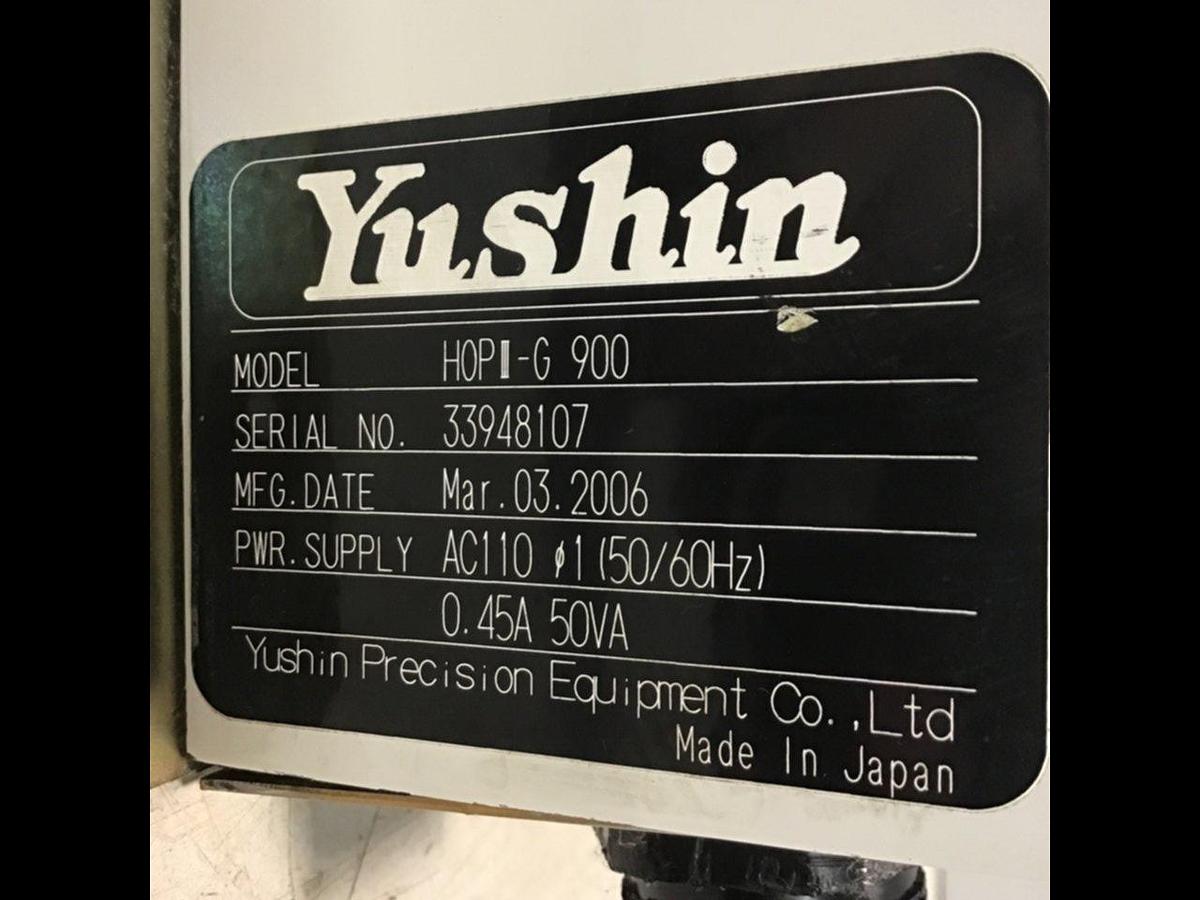 Yushin
MODEL HOPⅢ-G 900
SERIAL NO. 33948107
MFG. DATE Mar.03.2006
PWR. SUPPLY AC110 φ1 (50/60Hz)
0.45A 50VA
Yushin Precision Equipment Co.,Ltd
Made In Japan